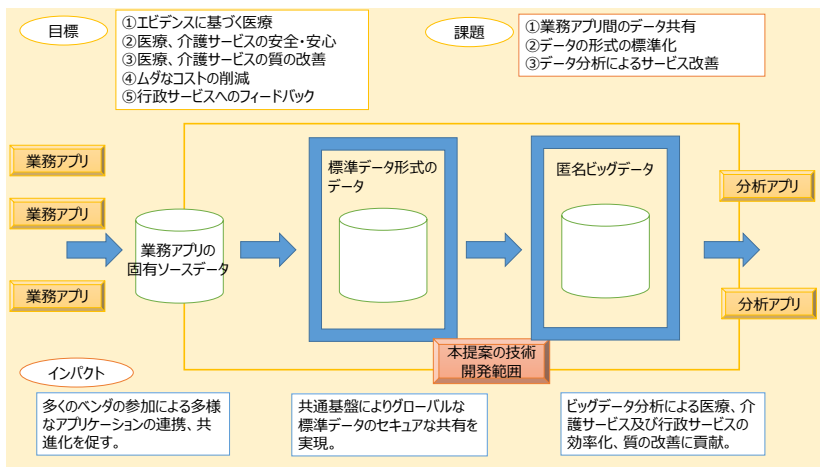 目標
①エビデンスに基づく医療
②医療、介護サービスの安全・安心
③医療、介護サービスの質の改善
④ムダなコストの削減
⑤行政サービスへのフィードバック
課題
①業務アプリ間のデータ共有
②データの形式の標準化
③データ分析によるサービス改善
業務アプリ
業務アプリ
業務アプリ
業務アプリの
固有ソースデータ
標準データ形式の
データ
匿名ビッグデータ
分析アプリ
分析アプリ
本提案の技術
開発範囲
インパクト
多くのベンダの参加による多様
なアプリケーションの連携、共
進化を促す。
共通基盤によりグローバルな
標準データのセキュアな共有を
実現。
ビッグデータ分析による医療、介
護サービス及び行政サービスの
効率化、質の改善に貢献。